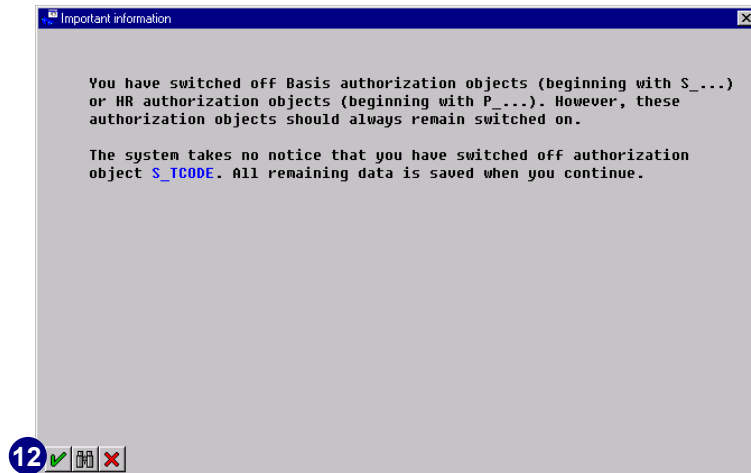 Important information
You have switched off Basis authorization objects (beginning with S_...)
or HR authorization objects (beginning with P_...). However, these
authorization objects should always remain switched on.
The system takes no notice that you have switched off authorization
object S_TCODE. All remaining data is saved when you continue.
12